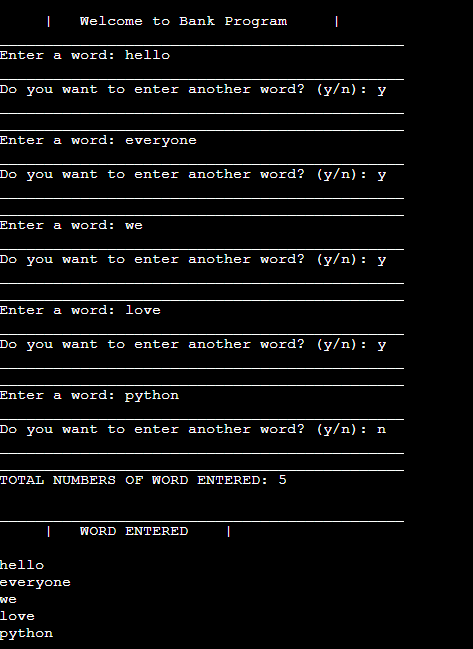 | Welcome to Bank Program |
Enter a word: hello
Do you want to enter another word? (y/n): y
Enter a word: everyone
Do you want to enter another word? (y/n): y
Enter a word: we
Do you want to enter another word? (y/n): y
Enter a word: love
Do you want to enter another word? (y/n): y
Enter a word: python
Do you want to enter another word? (y/n): n
TOTAL NUMBERS OF WORD ENTERED: 5
| WORD ENTERED |
hello
everyone
we
love
python